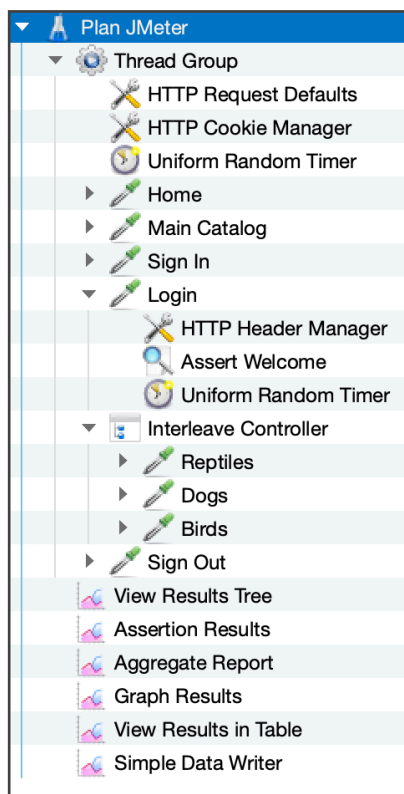 Plan JMeter
Thread Group
HTTP Request Defaults
HTTP Cookie Manager
Uniform Random Timer
Home
Main Catalog
Sign In
Login
HTTP Header Manager
Assert Welcome
Uniform Random Timer
Interleave Controller
Reptiles
Dogs
Birds
Sign Out
View Results Tree
Assertion Results
Aggregate Report
Graph Results
View Results in Table
Simple Data Writer